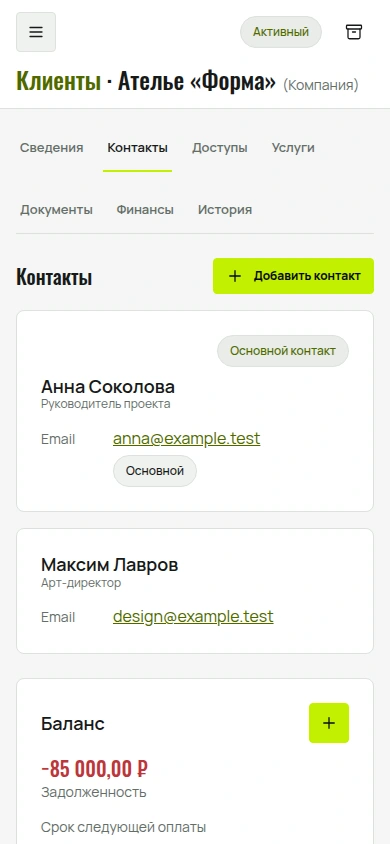 Активный
Клиенты · Ателье «Форма» (Компания)
Сведения Контакты Доступы Услуги
Документы Финансы История
Контакты
Добавить контакт
Основной контакт
Анна Соколова
Руководитель проекта
Email anna@example.test
Основной
Максим Лавров
Арт-директор
Email design@example.test
Баланс
−85 000,00 ₽
Задолженность
Срок следующей оплаты